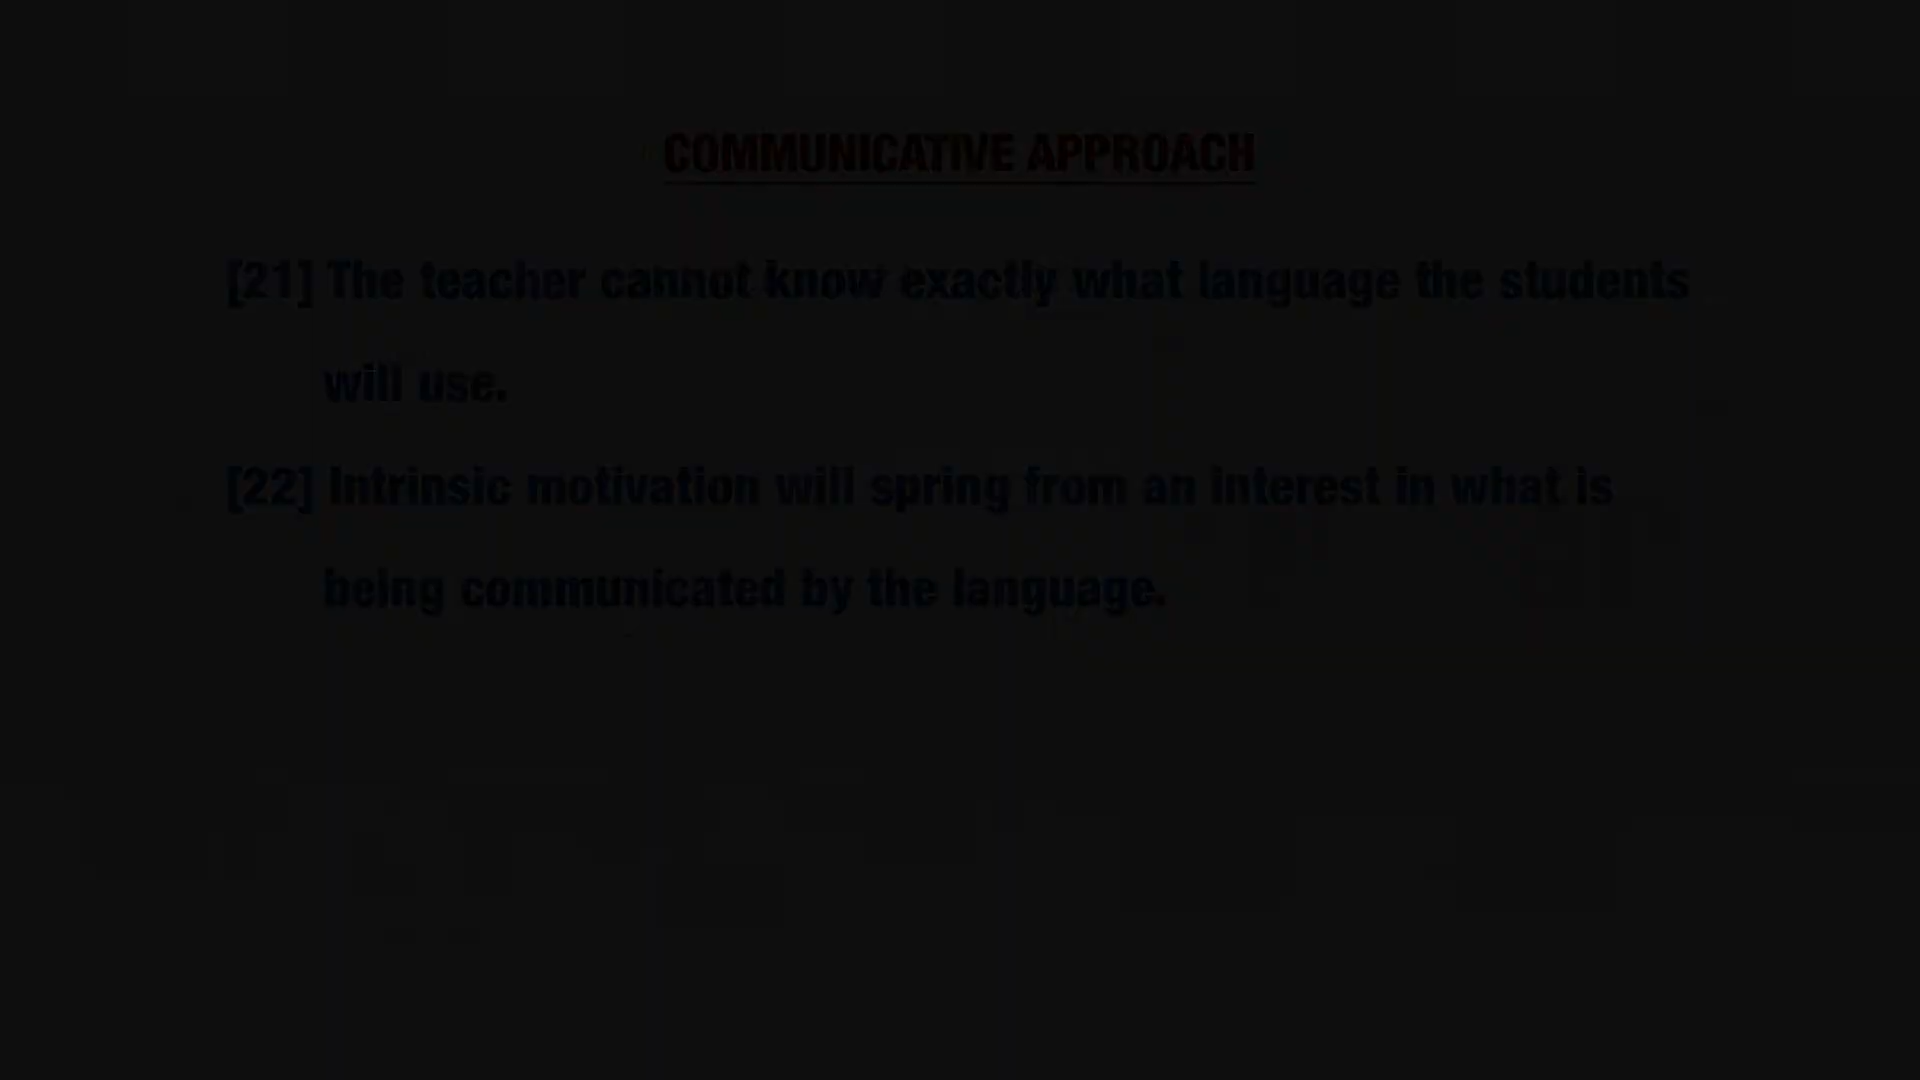 COMMUNICATIVE APPROACH
[21] The teacher cannot know exactly what language the students
will use.
[22] Intrinsic motivation will spring from an interest in what is
being communicated by the language.